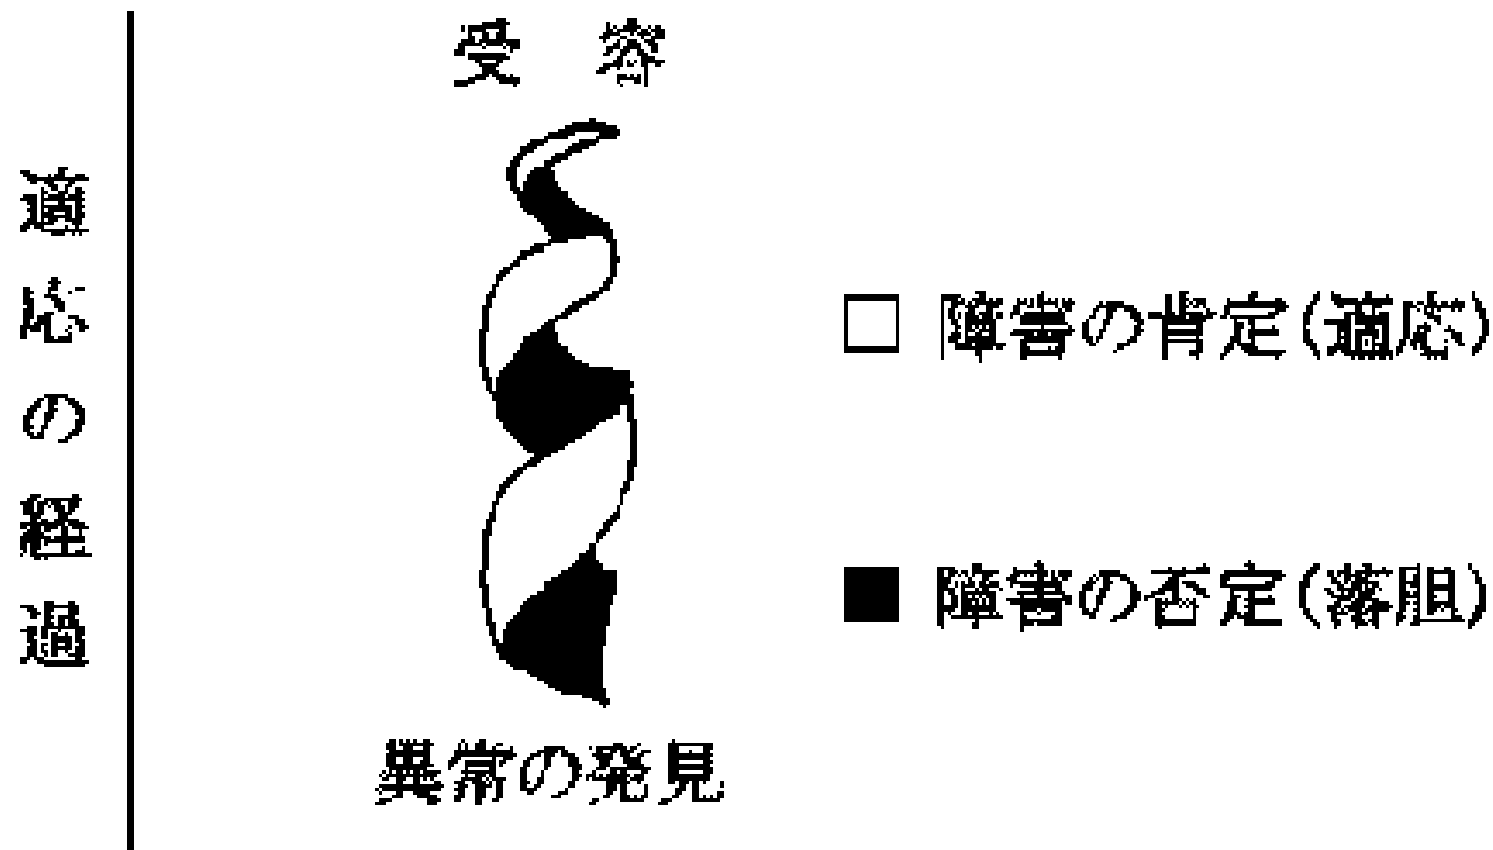 受 容
適応の経過
□ 障害の肯定(適応)
■ 障害の否定(落胆)
異常の発見